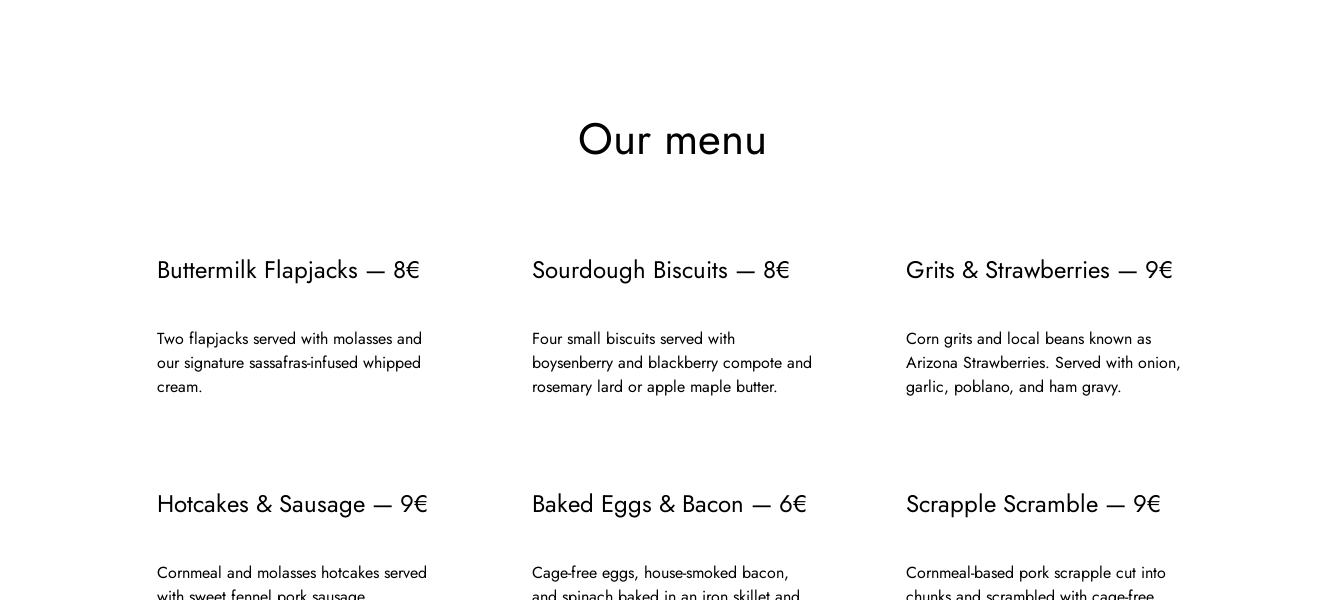 Our menu
Buttermilk Flapjacks — 8€
Two flapjacks served with molasses and
our signature sassafras-infused whipped
cream.
Sourdough Biscuits — 8€
Four small biscuits served with
boysenberry and blackberry compote and
rosemary lard or apple maple butter.
Grits & Strawberries — 9€
Corn grits and local beans known as
Arizona Strawberries. Served with onion,
garlic, poblano, and ham gravy.
Hotcakes & Sausage — 9€
Cornmeal and molasses hotcakes served
with sweet fennel pork sausage
Baked Eggs & Bacon — 6€
Cage-free eggs, house-smoked bacon,
and spinach baked in an iron skillet and
Scrapple Scramble — 9€
Cornmeal-based pork scrapple cut into
chunks and scrambled with cage-free